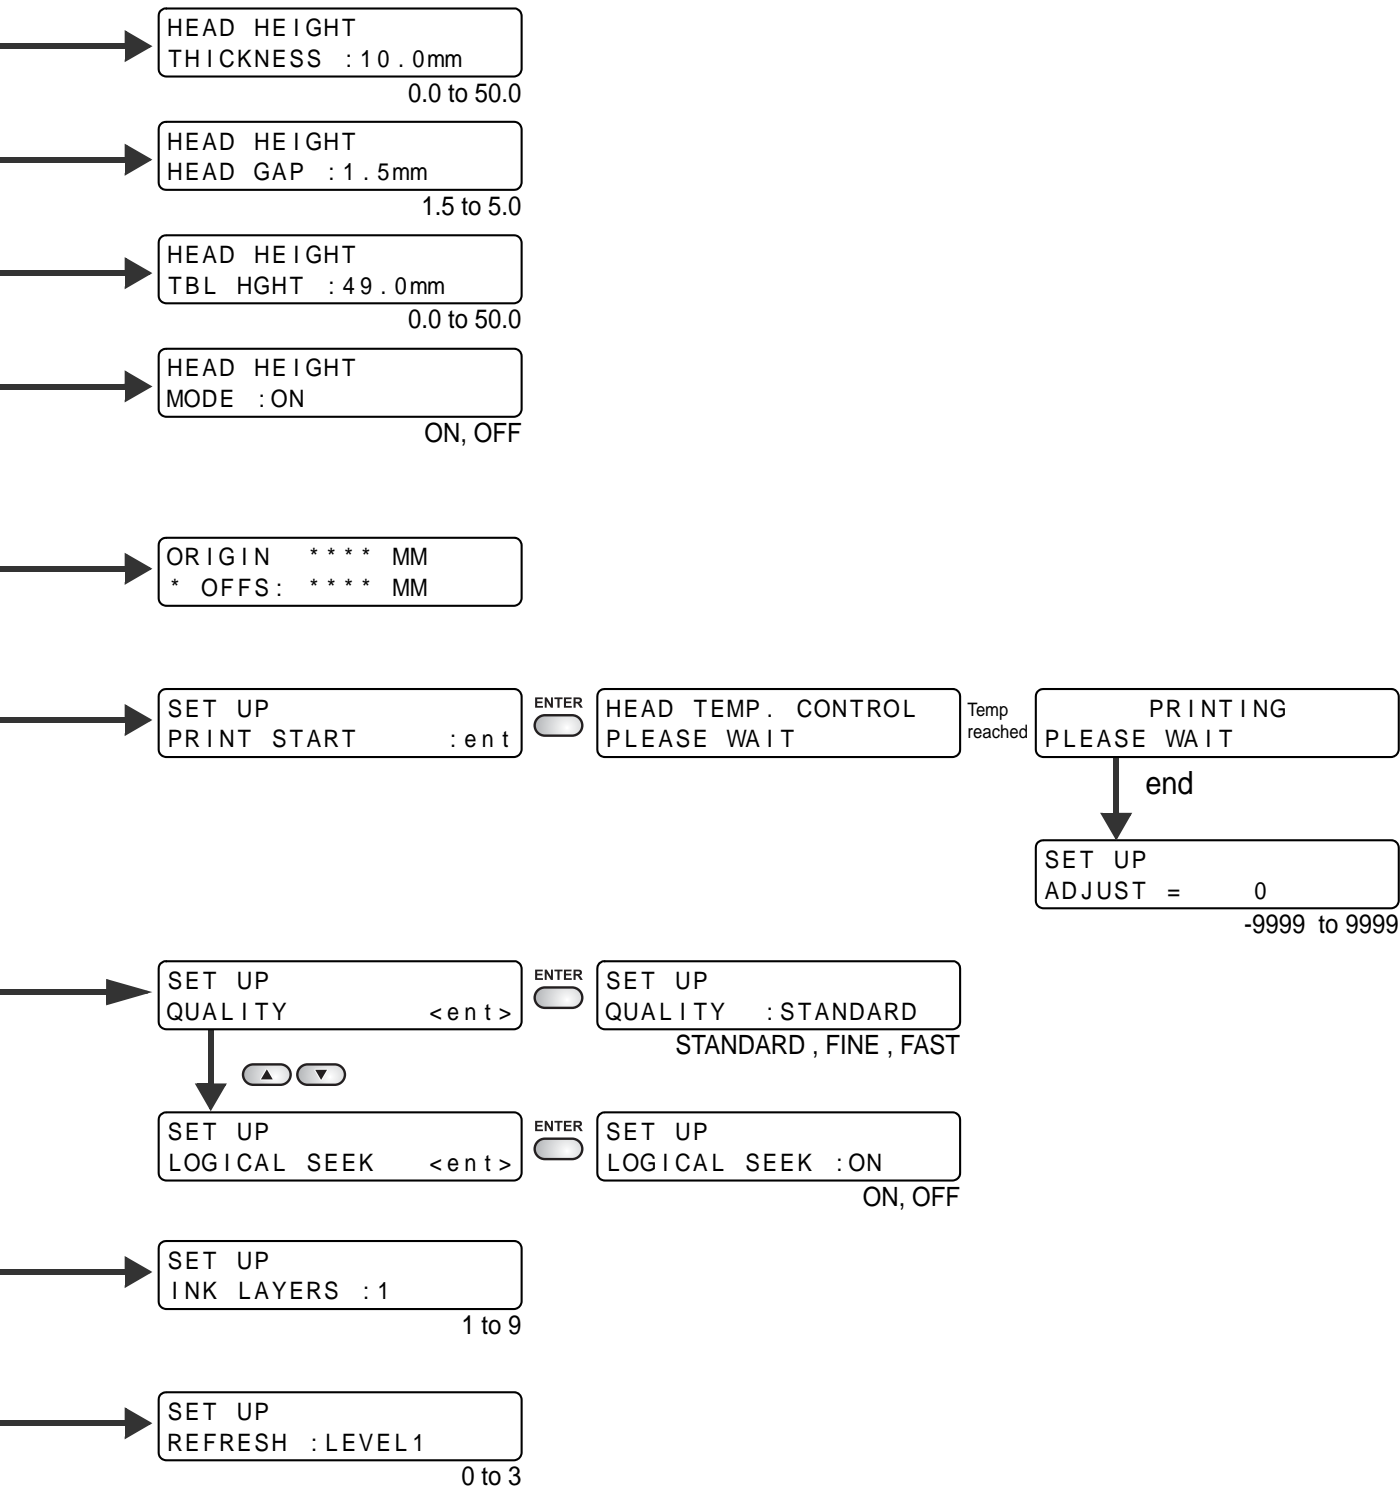 HEAD HEIGHT
THICKNESS :10.0mm
0.0 to 50.0
HEAD HEIGHT
HEAD GAP :1.5mm
1.5 to 5.0
HEAD HEIGHT
TBL HGHT :49.0mm
0.0 to 50.0
HEAD HEIGHT
MODE :ON
ON, OFF
ORIGIN **** MM
* OFFS: **** MM
SET UP
PRINT START :ent
ENTER
HEAD TEMP. CONTROL
PLEASE WAIT
Temp
reached
PRINTING
PLEASE WAIT
end
SET UP
ADJUST = 0
-9999 to 9999
SET UP
QUALITY <ent>
ENTER
SET UP
QUALITY :STANDARD
STANDARD , FINE , FAST
SET UP
LOGICAL SEEK <ent>
ENTER
SET UP
LOGICAL SEEK :ON
ON, OFF
SET UP
INK LAYERS :1
1 to 9
SET UP
REFRESH :LEVEL1
0 to 3